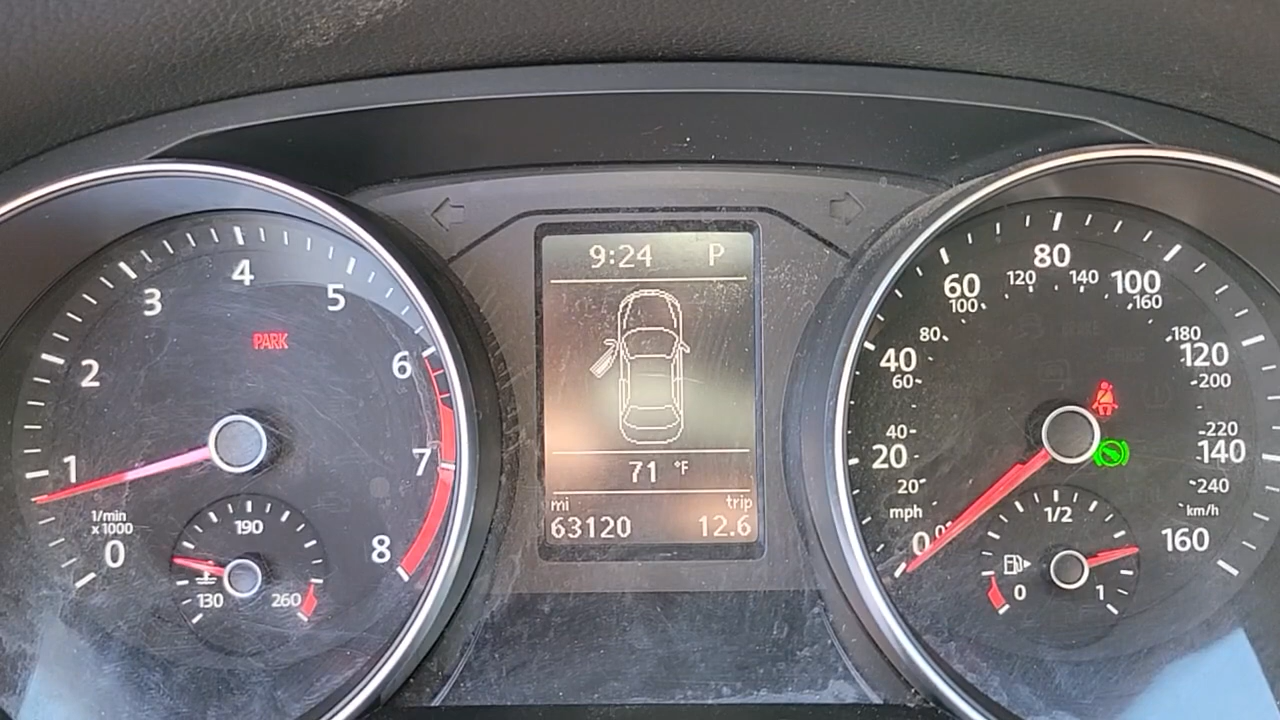 9:24 P
71 °F
mi trip
63120 12.6
PARK
0 1 2 3 4 5 6 7 8
1/min
x1000
130 190 260
0 20 40 60 80 100 120 140 160
mph
20 40 60 80 100 120 140 160 180 200 220 240
km/h
0 1/2 1